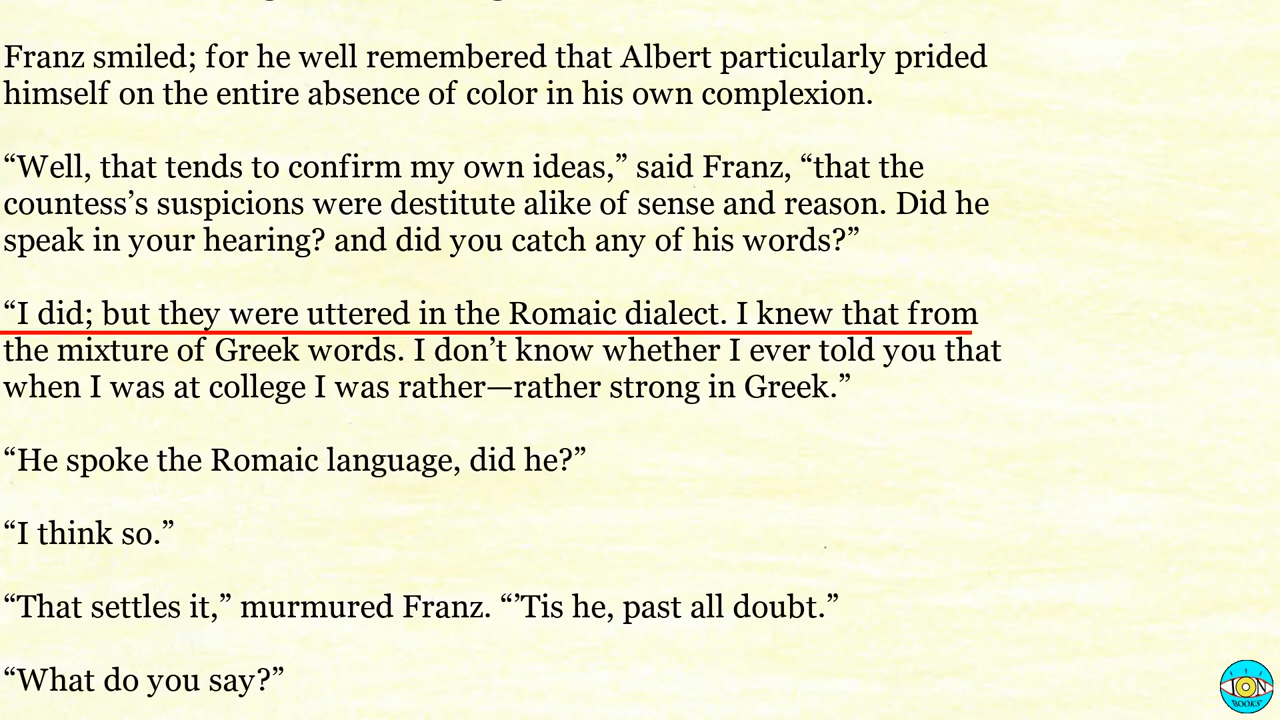 Franz smiled; for he well remembered that Albert particularly prided
himself on the entire absence of color in his own complexion.
“Well, that tends to confirm my own ideas,” said Franz, “that the
countess’s suspicions were destitute alike of sense and reason. Did he
speak in your hearing? and did you catch any of his words?”
“I did; but they were uttered in the Romaic dialect. I knew that from
the mixture of Greek words. I don’t know whether I ever told you that
when I was at college I was rather—rather strong in Greek.”
“He spoke the Romaic language, did he?”
“I think so.”
“That settles it,” murmured Franz. “’Tis he, past all doubt.”
“What do you say?”
ION
BOOKS